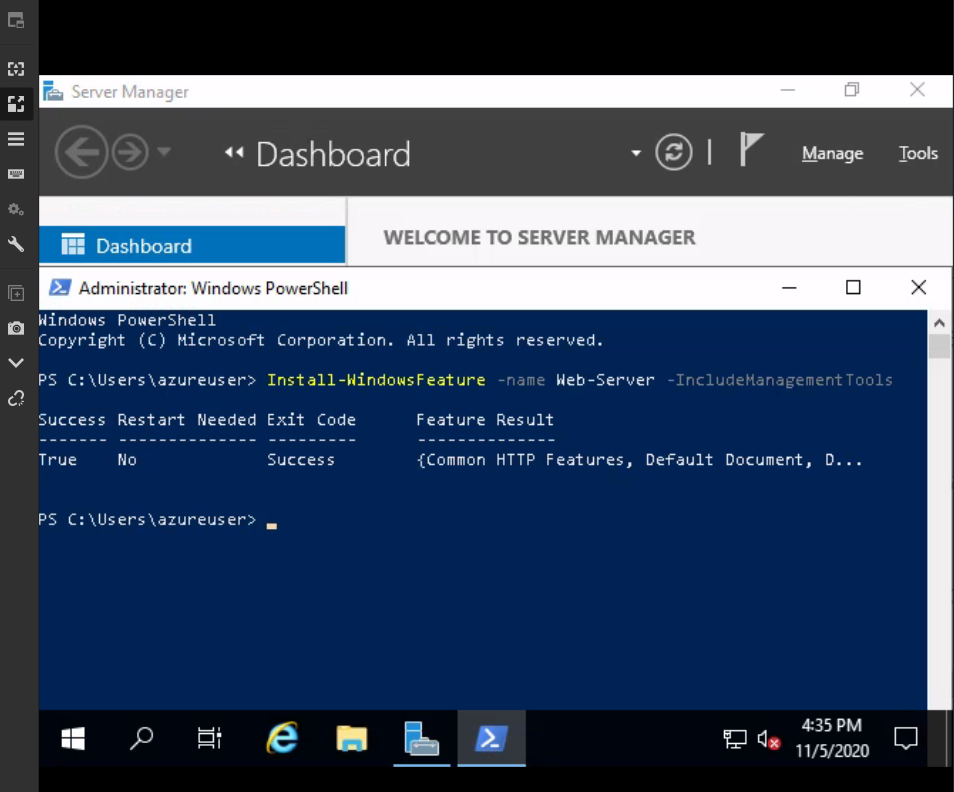 Server Manager
Dashboard
Manage Tools
Dashboard
WELCOME TO SERVER MANAGER
Administrator: Windows PowerShell
Windows PowerShell
Copyright (C) Microsoft Corporation. All rights reserved.
PS C:\Users\azureuser> Install-WindowsFeature -name Web-Server -IncludeManagementTools
Success Restart Needed Exit Code      Feature Result
------- -------------- ---------      --------------
True    No             Success        {Common HTTP Features, Default Document, D...
PS C:\Users\azureuser>
4:35 PM
11/5/2020